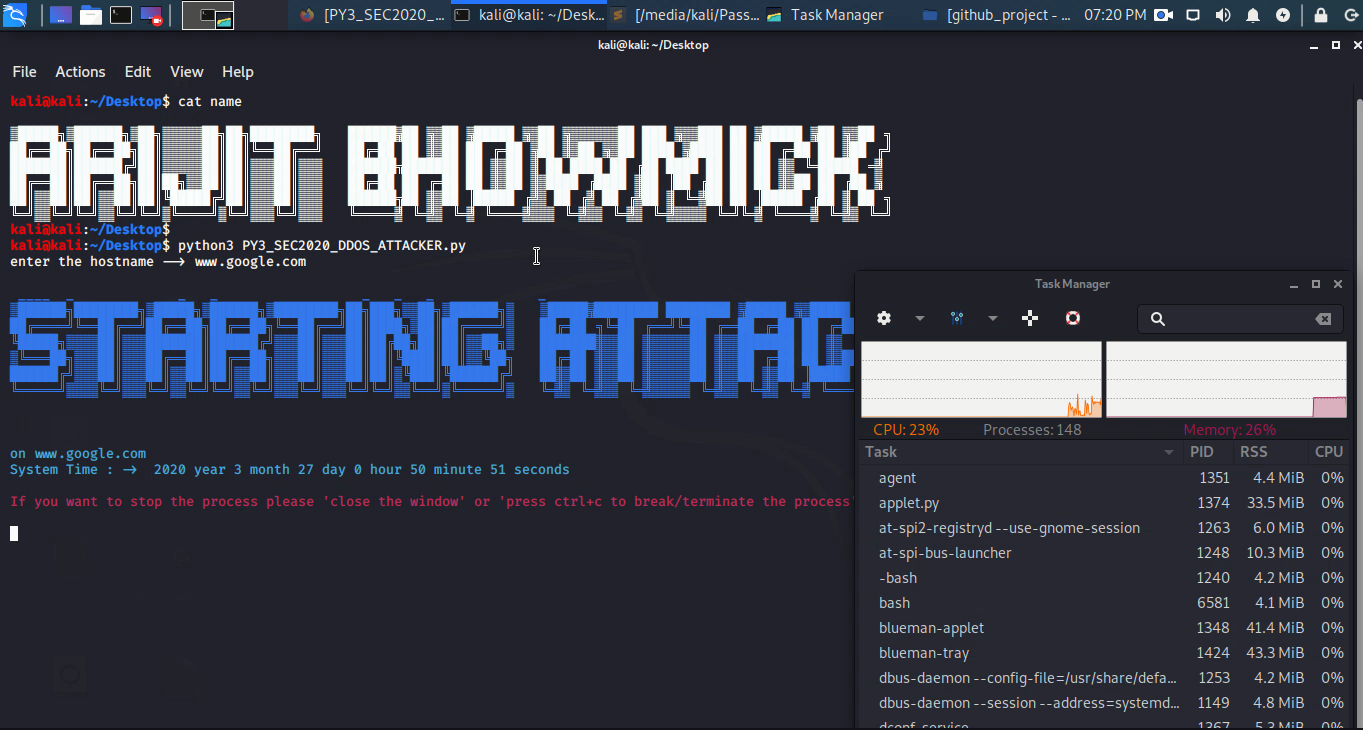 [PY3_SEC2020_...
kali@kali: ~/Desk...
[/media/kali/Pass...
Task Manager
[github_project - ...
07:20 PM
kali@kali: ~/Desktop
File Actions Edit View Help
kali@kali:~/Desktop$ cat name
ARIJIT
kali@kali:~/Desktop$
kali@kali:~/Desktop$ python3 PY3_SEC2020_DDOS_ATTACKER.py
enter the hostname —> www.google.com
STARTING ATTAC
on www.google.com
System Time : -> 2020 year 3 month 27 day 0 hour 50 minute 51 seconds
If you want to stop the process please 'close the window' or 'press ctrl+c to break/terminate the process'
Task Manager
CPU: 23% Processes: 148 Memory: 26%
Task PID RSS CPU
agent 1351 4.4 MiB 0%
applet.py 1374 33.5 MiB 0%
at-spi2-registryd --use-gnome-session 1263 6.0 MiB 0%
at-spi-bus-launcher 1248 10.3 MiB 0%
-bash 1240 4.2 MiB 0%
bash 6581 4.1 MiB 0%
blueman-applet 1348 41.4 MiB 0%
blueman-tray 1424 43.3 MiB 0%
dbus-daemon --config-file=/usr/share/defa... 1253 4.2 MiB 0%
dbus-daemon --session --address=systemd... 1149 4.8 MiB 0%
dconf-service 1367 5.3 MiB 0%